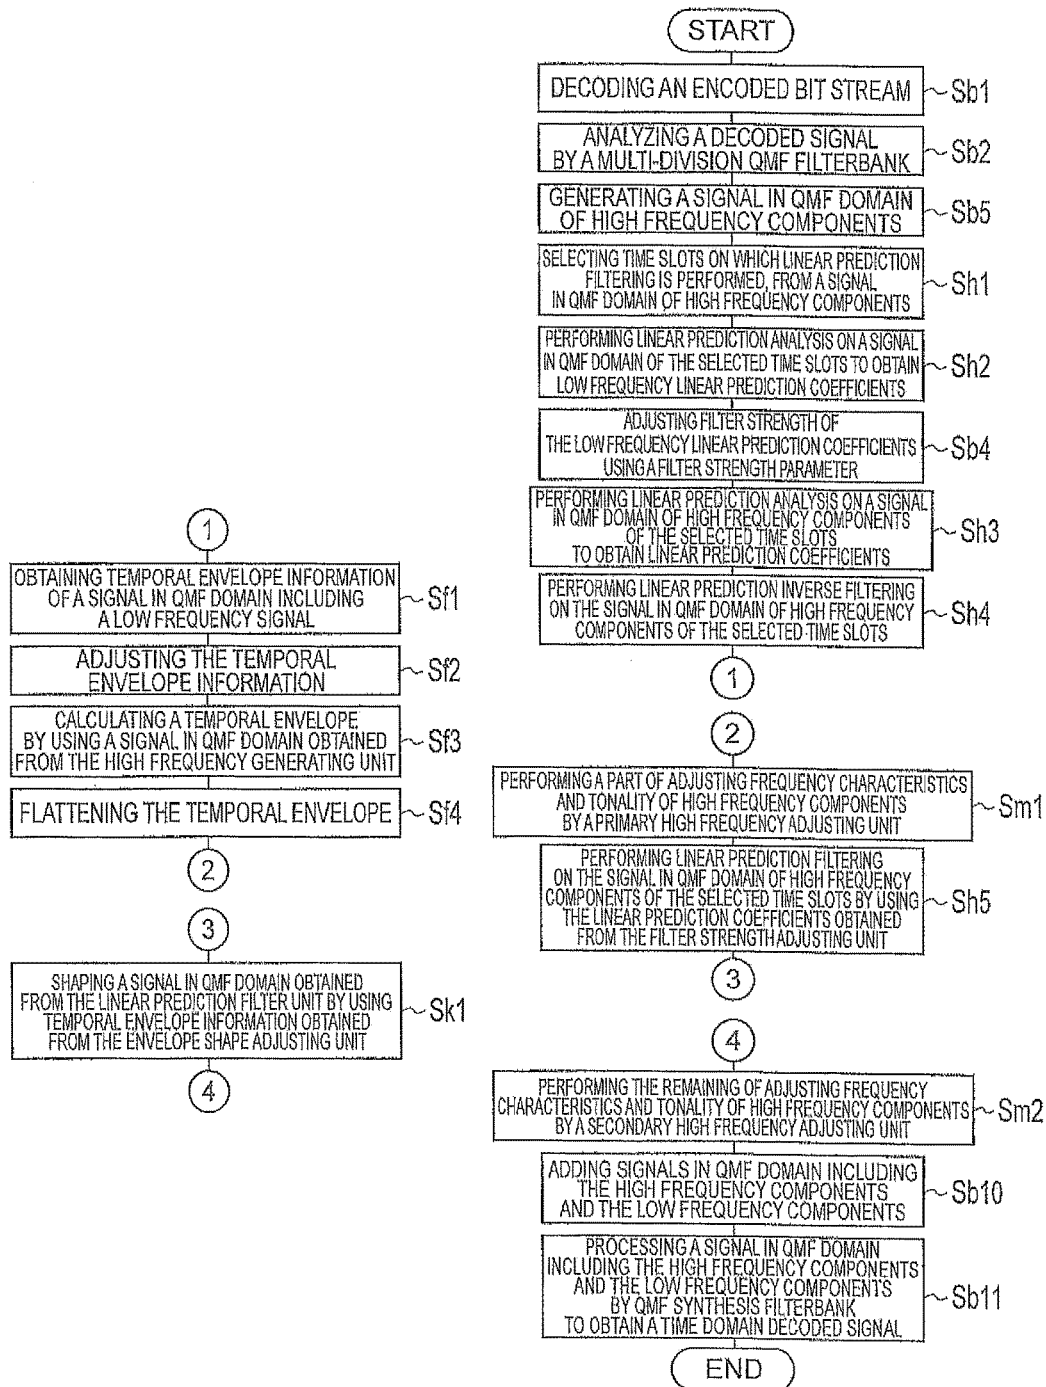 START
DECODING AN ENCODED BIT STREAM
Sb1
ANALYZING A DECODED SIGNAL
BY A MULTI-DIVISION QMF FILTERBANK
Sb2
GENERATING A SIGNAL IN QMF DOMAIN
OF HIGH FREQUENCY COMPONENTS
Sb5
SELECTING TIME SLOTS ON WHICH LINEAR PREDICTION
FILTERING IS PERFORMED, FROM A SIGNAL
IN QMF DOMAIN OF HIGH FREQUENCY COMPONENTS
Sh1
PERFORMING LINEAR PREDICTION ANALYSIS ON A SIGNAL
IN QMF DOMAIN OF THE SELECTED TIME SLOTS TO OBTAIN
LOW FREQUENCY LINEAR PREDICTION COEFFICIENTS
Sh2
ADJUSTING FILTER STRENGTH OF
THE LOW FREQUENCY LINEAR PREDICTION COEFFICIENTS
USING A FILTER STRENGTH PARAMETER
Sb4
PERFORMING LINEAR PREDICTION ANALYSIS ON A SIGNAL
IN QMF DOMAIN OF HIGH FREQUENCY COMPONENTS
OF THE SELECTED TIME SLOTS
TO OBTAIN LINEAR PREDICTION COEFFICIENTS
Sh3
PERFORMNG LINEAR PREDICTION INVERSE FILTERING
ON THE SIGNAL IN QMF DOMAIN OF HIGH FREQUENCY
COMPONENTS OF THE SELECTED TIME SLOTS
Sh4
1
1
OBTAINING TEMPORAL ENVELOPE INFORMATION
OF A SIGNAL IN QMF DOMAIN INCLUDING
A LOW FREQUENCY SIGNAL
Sf1
ADJUSTING THE TEMPORAL
ENVELOPE INFORMATION
Sf2
CALCULATING A TEMPORAL ENVELOPE
BY USING A SIGNAL IN QMF DOMAIN OBTAINED
FROM THE HIGH FREQUENCY GENERATING UNIT
Sf3
FLATTENING THE TEMPORAL ENVELOPE
Sf4
2
2
PERFORMING A PART OF ADJUSTING FREQUENCY CHARACTERISTICS
AND TONALITY OF HIGH FREQUENCY COMPONENTS
BY A PRIMARY HIGH FREQUENCY ADJUSTING UNIT
Sm1
PERFORMING LINEAR PREDICTION FILTERING
ON THE SIGNAL IN QMF DOMAIN OF HIGH FREQUENCY
COMPONENTS OF THE SELECTED TIME SLOTS BY USING
THE LINEAR PREDICTION COEFFICIENTS OBTAINED
FROM THE FILTER STRENGTH ADJUSTING UNIT
Sh5
3
3
SHAPING A SIGNAL IN QMF DOMAIN OBTAINED
FROM THE LINEAR PREDICTION FILTER UNIT BY USING
TEMPORAL ENVELOPE INFORMATION OBTAINED
FROM THE ENVELOPE SHAPE ADJUSTING UNIT
Sk1
4
4
PERFORMING THE REMAINING OF ADJUSTING FREQUENCY
CHARACTERISTICS AND TONALITY OF HIGH FREQUENCY COMPONENTS
BY A SECONDARY HIGH FREQUENCY ADJUSTING UNIT
Sm2
ADDING SIGNALS IN QMF DOMAIN INCLUDING
THE HIGH FREQUENCY COMPONENTS
AND THE LOW FREQUENCY COMPONENTS
Sb10
PROCESSING A SIGNAL IN QMF DOMAIN
INCLUDING THE HIGH FREQUENCY COMPONENTS
AND THE LOW FREQUENCY COMPONENTS
BY QMF SYNTHESIS FILTERBANK
TO OBTAIN A TIME DOMAIN DECODED SIGNAL
Sb11
END